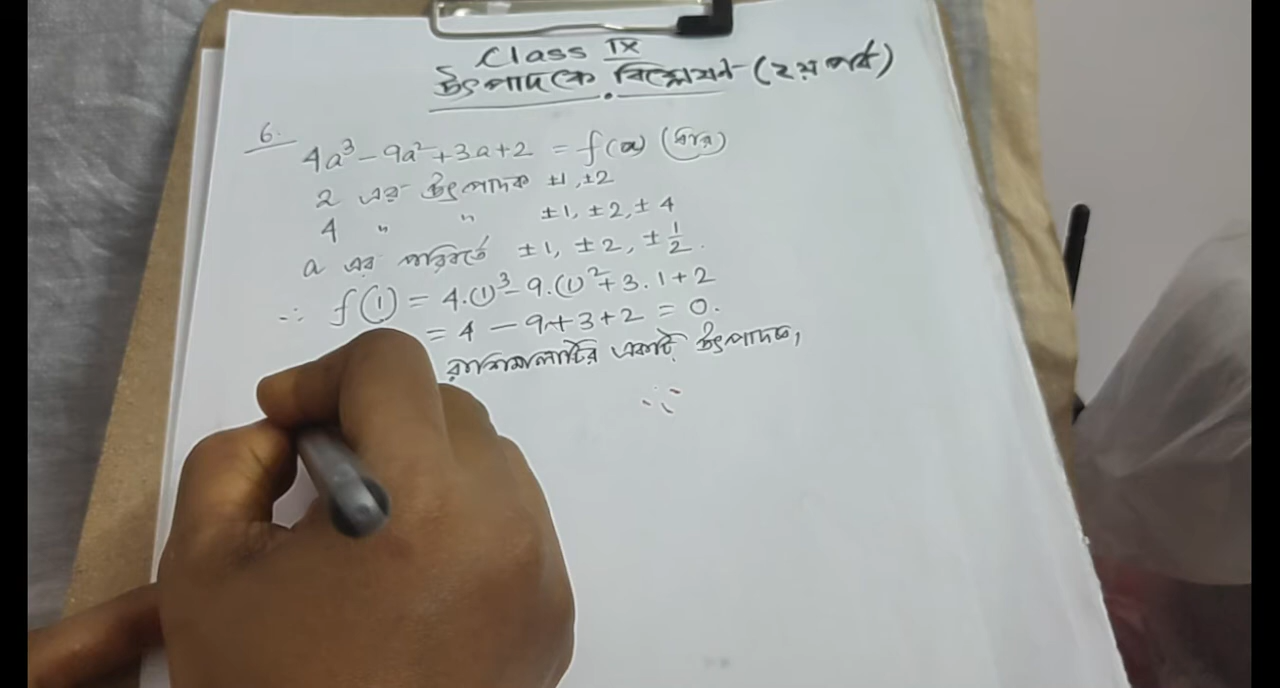 Class IX
উৎপাদকে বিশ্লেষণ (২য় পর্ব)
6. 4a³ - 9a² + 3a + 2 = f(a) (ধরি)
2 এর উৎপাদক ±1, ±2
4 " " ±1, ±2, ±4
a এর পরিবর্তে ±1, ±2, ±1/2.
∴ f(1) = 4.(1)³ - 9.(1)² + 3.1 + 2
= 4 - 9 + 3 + 2 = 0.
রাশিমালাটির একটি উৎপাদক,
∴